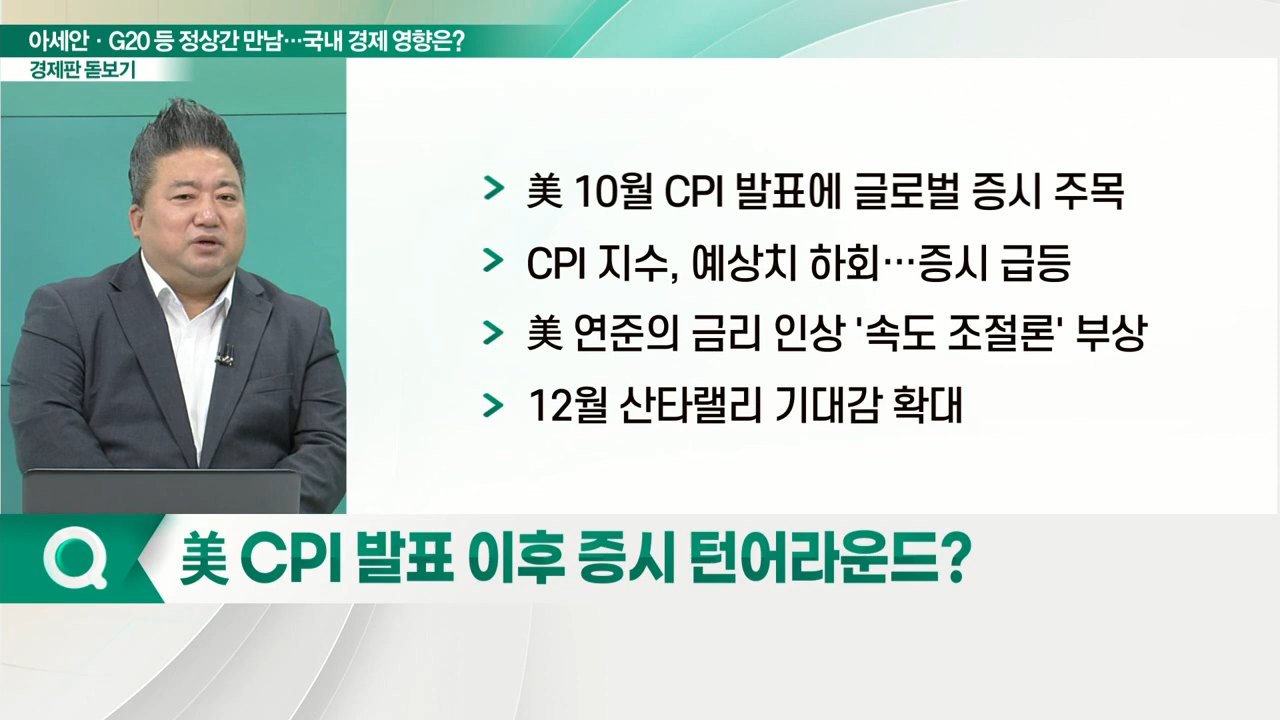 아세안 · G20 등 정상간 만남…국내 경제 영향은?
경제판 돋보기
> 美 10월 CPI 발표에 글로벌 증시 주목
> CPI 지수, 예상치 하회…증시 급등
> 美 연준의 금리 인상 '속도 조절론' 부상
> 12월 산타랠리 기대감 확대
Q 美 CPI 발표 이후 증시 턴어라운드?